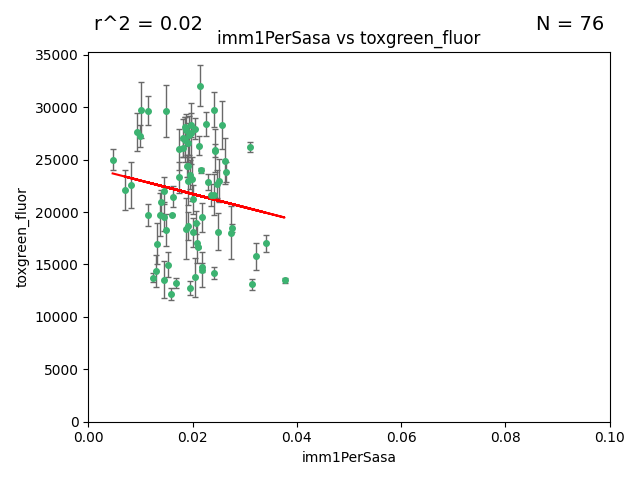 r^2 = 0.02
N = 76
imm1PerSasa vs toxgreen_fluor
35000
30000
25000
20000
15000
10000
5000
0
toxgreen_fluor
0.00
0.02
0.04
0.06
0.08
0.10
imm1PerSasa